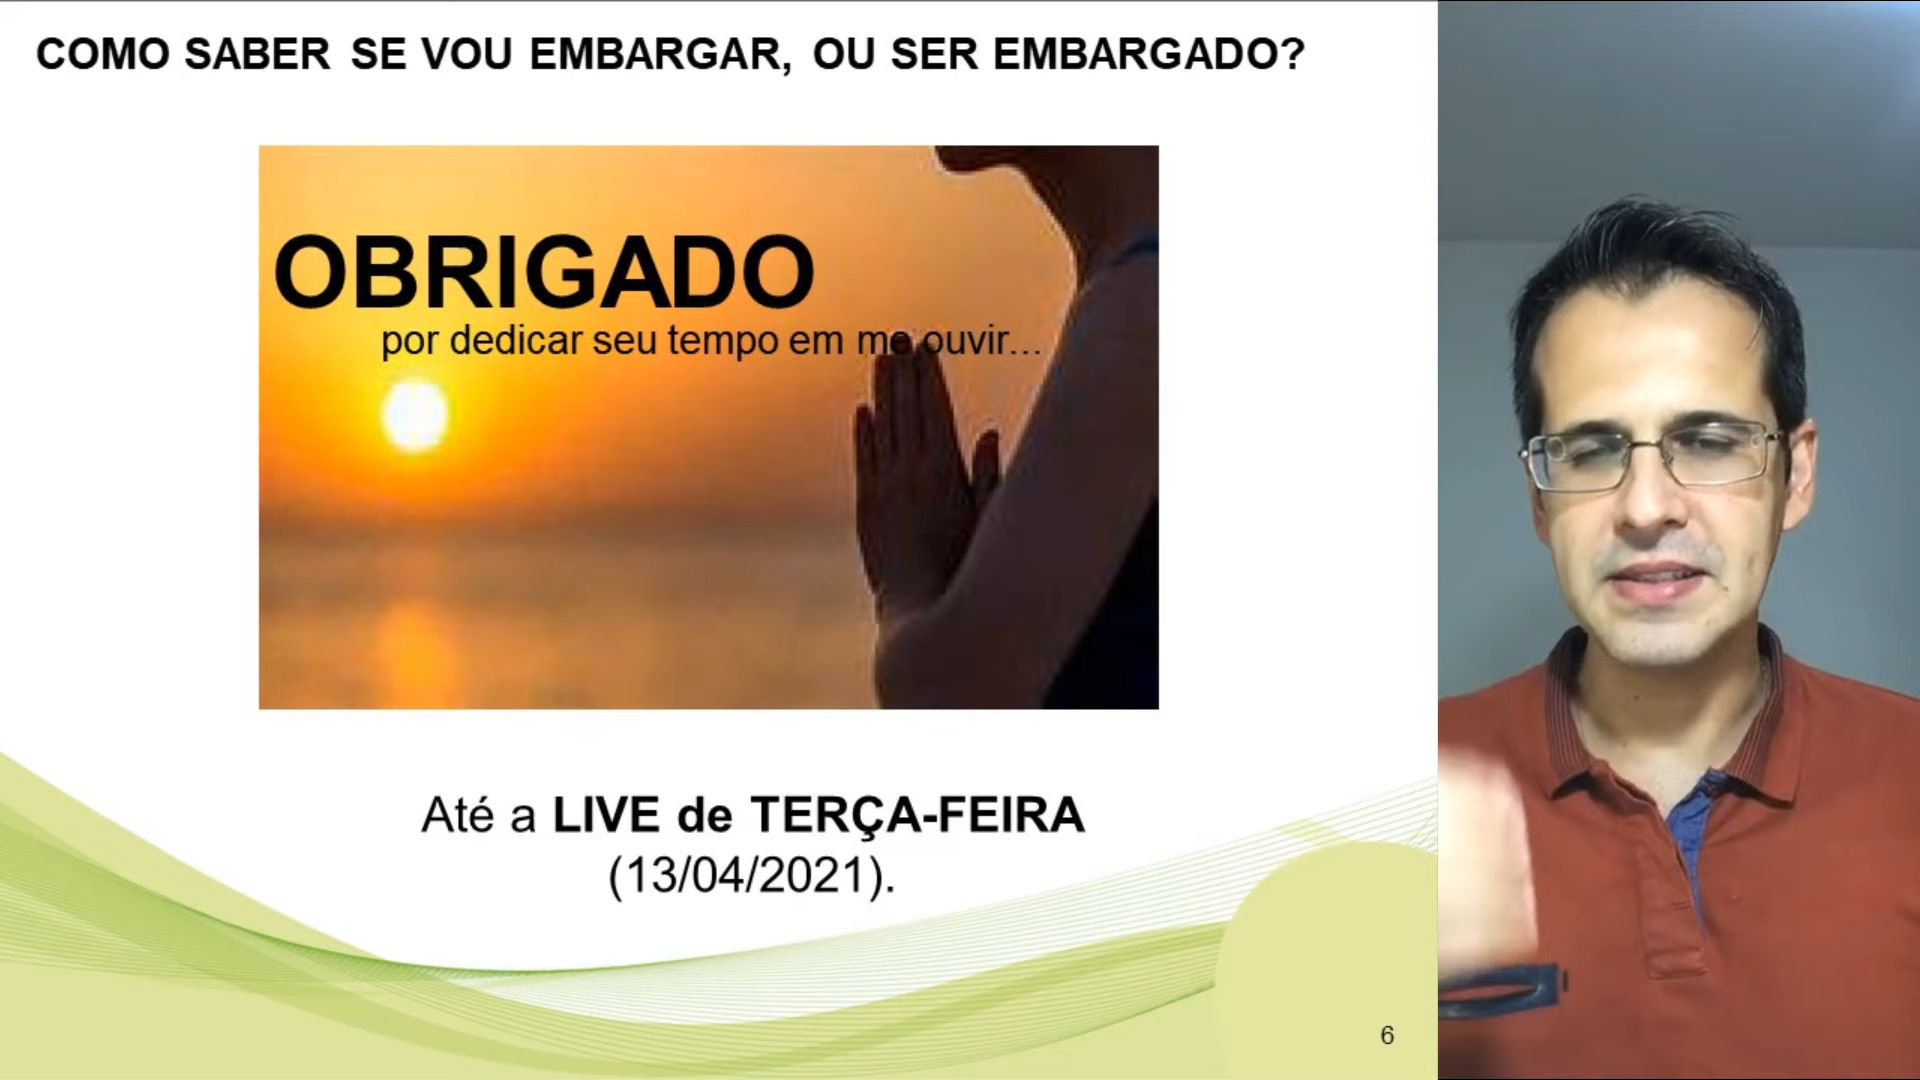 COMO SABER SE VOU EMBARGAR, OU SER EMBARGADO?
OBRIGADO
por dedicar seu tempo em me ouvir...
Até a LIVE de TERÇA-FEIRA
(13/04/2021).
6